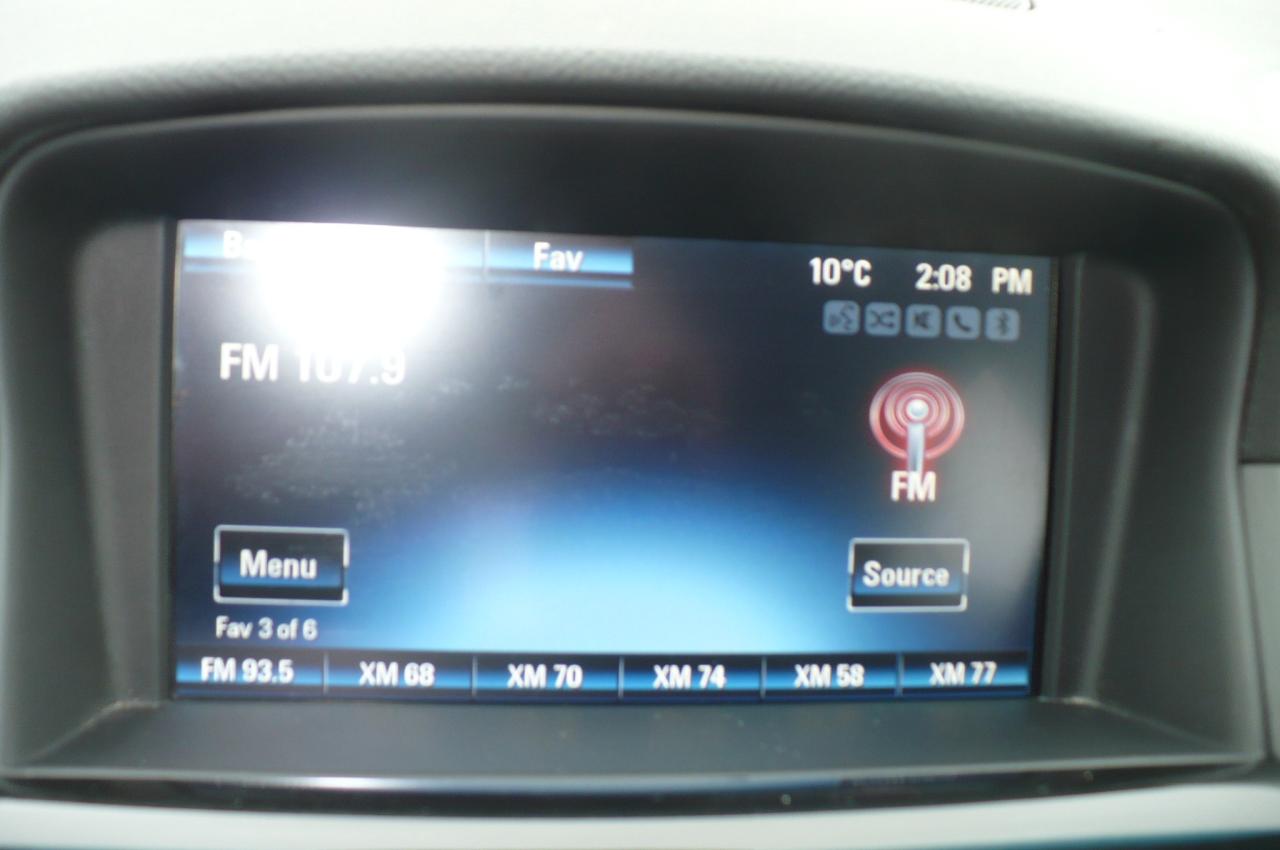 Fav
10°C 2:08 PM
FM 107.9
FM
Menu
Source
Fav 3 of 6
FM 93.5 XM 68 XM 70 XM 74 XM 58 XM 77